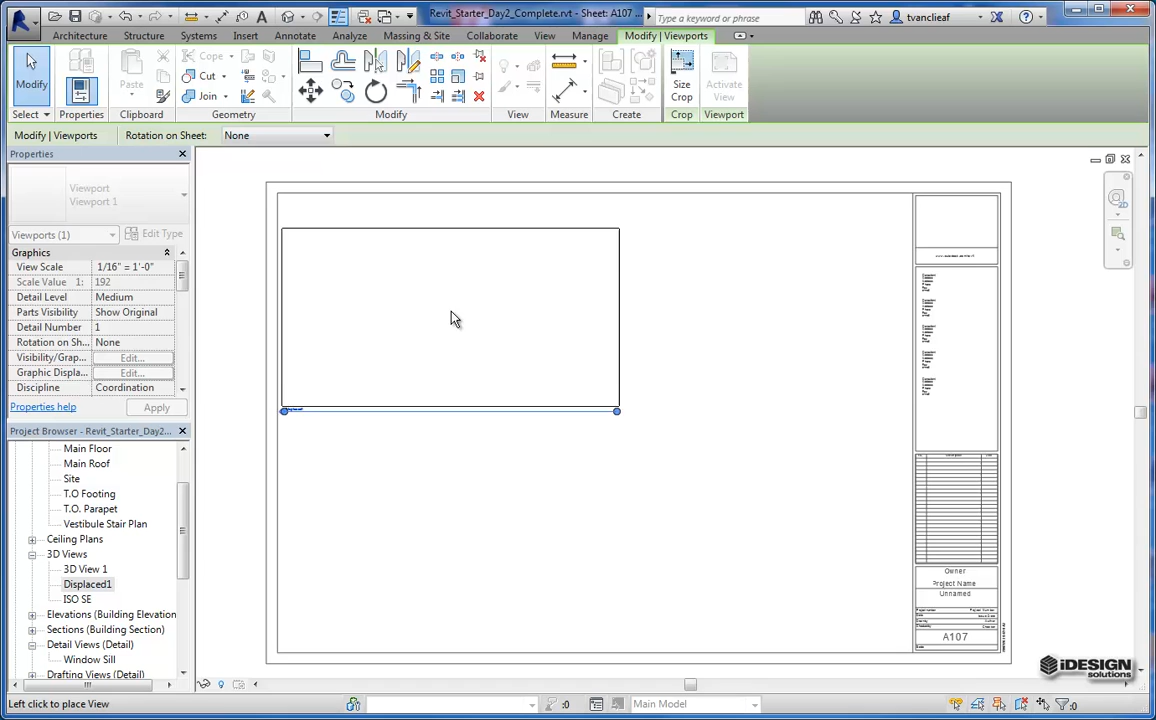 Revit_Starter_Day2_Complete.rvt - Sheet: A107 ...
Type a keyword or phrase
tvanclieaf
Architecture
Structure
Systems
Insert
Annotate
Analyze
Massing & Site
Collaborate
View
Manage
Modify | Viewports
Modify
Paste
Cope
Cut
Join
Size
Crop
Activate
View
Select
Properties
Clipboard
Geometry
Modify
View
Measure
Create
Crop
Viewport
Modify | Viewports
Rotation on Sheet:
None
Properties
Viewport
Viewport 1
Viewports (1)
Edit Type
Graphics
View Scale
1/16" = 1'-0"
Scale Value 1:
192
Detail Level
Medium
Parts Visibility
Show Original
Detail Number
1
Rotation on Sh...
None
Visibility/Grap...
Edit...
Graphic Displa...
Edit...
Discipline
Coordination
Properties help
Apply
Project Browser - Revit_Starter_Day2...
Main Floor
Main Roof
Site
T.O Footing
T.O. Parapet
Vestibule Stair Plan
Ceiling Plans
3D Views
3D View 1
Displaced1
ISO SE
Elevations (Building Elevation
Sections (Building Section)
Detail Views (Detail)
Window Sill
Drafting Views (Detail)
Owner
Project Name
Unnamed
A107
iDESIGN
solutions
Left click to place View
:0
Main Model
:0